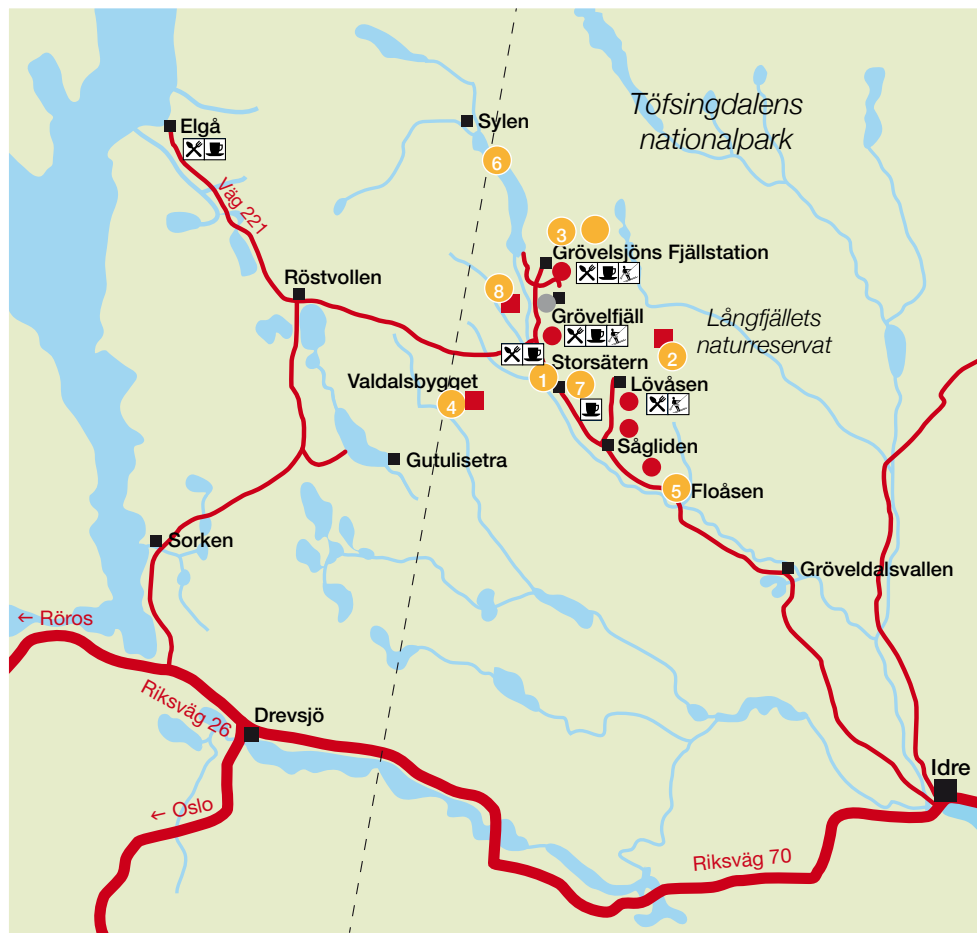 Töfsingdalens
nationalpark
Elgå
Sylen
6
Väg 221
3
Grövelsjöns Fjällstation
Röstvollen
8
Grövelfjäll
Långfjällets
naturreservat
2
Storsätern
1
7
Valdalsbygget
Lövåsen
4
Sågliden
Gutulisetra
5
Floåsen
Sorken
Gröveldalsvallen
← Röros
Riksväg 26
Drevsjö
Idre
← Oslo
Riksväg 70